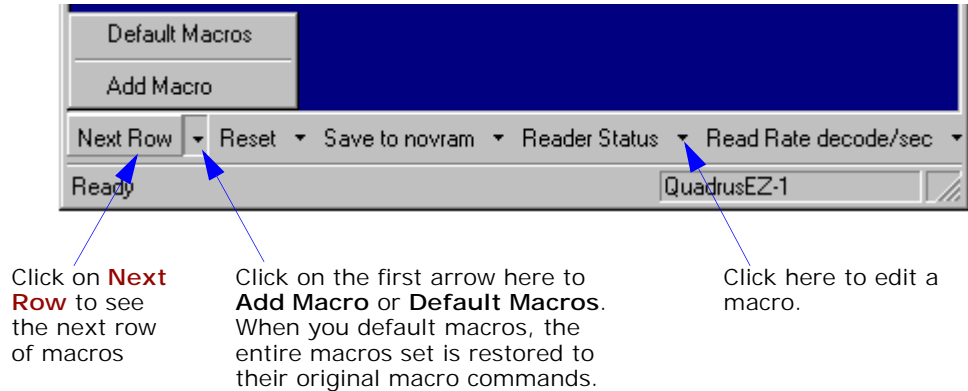 Default Macros
Add Macro
Next Row Reset Save to novram Reader Status Read Rate decode/sec
Ready QuadrusEZ-1
Click on Next
Row to see
the next row
of macros
Click on the first arrow here to
Add Macro or Default Macros.
When you default macros, the
entire macros set is restored to
their original macro commands.
Click here to edit a
macro.